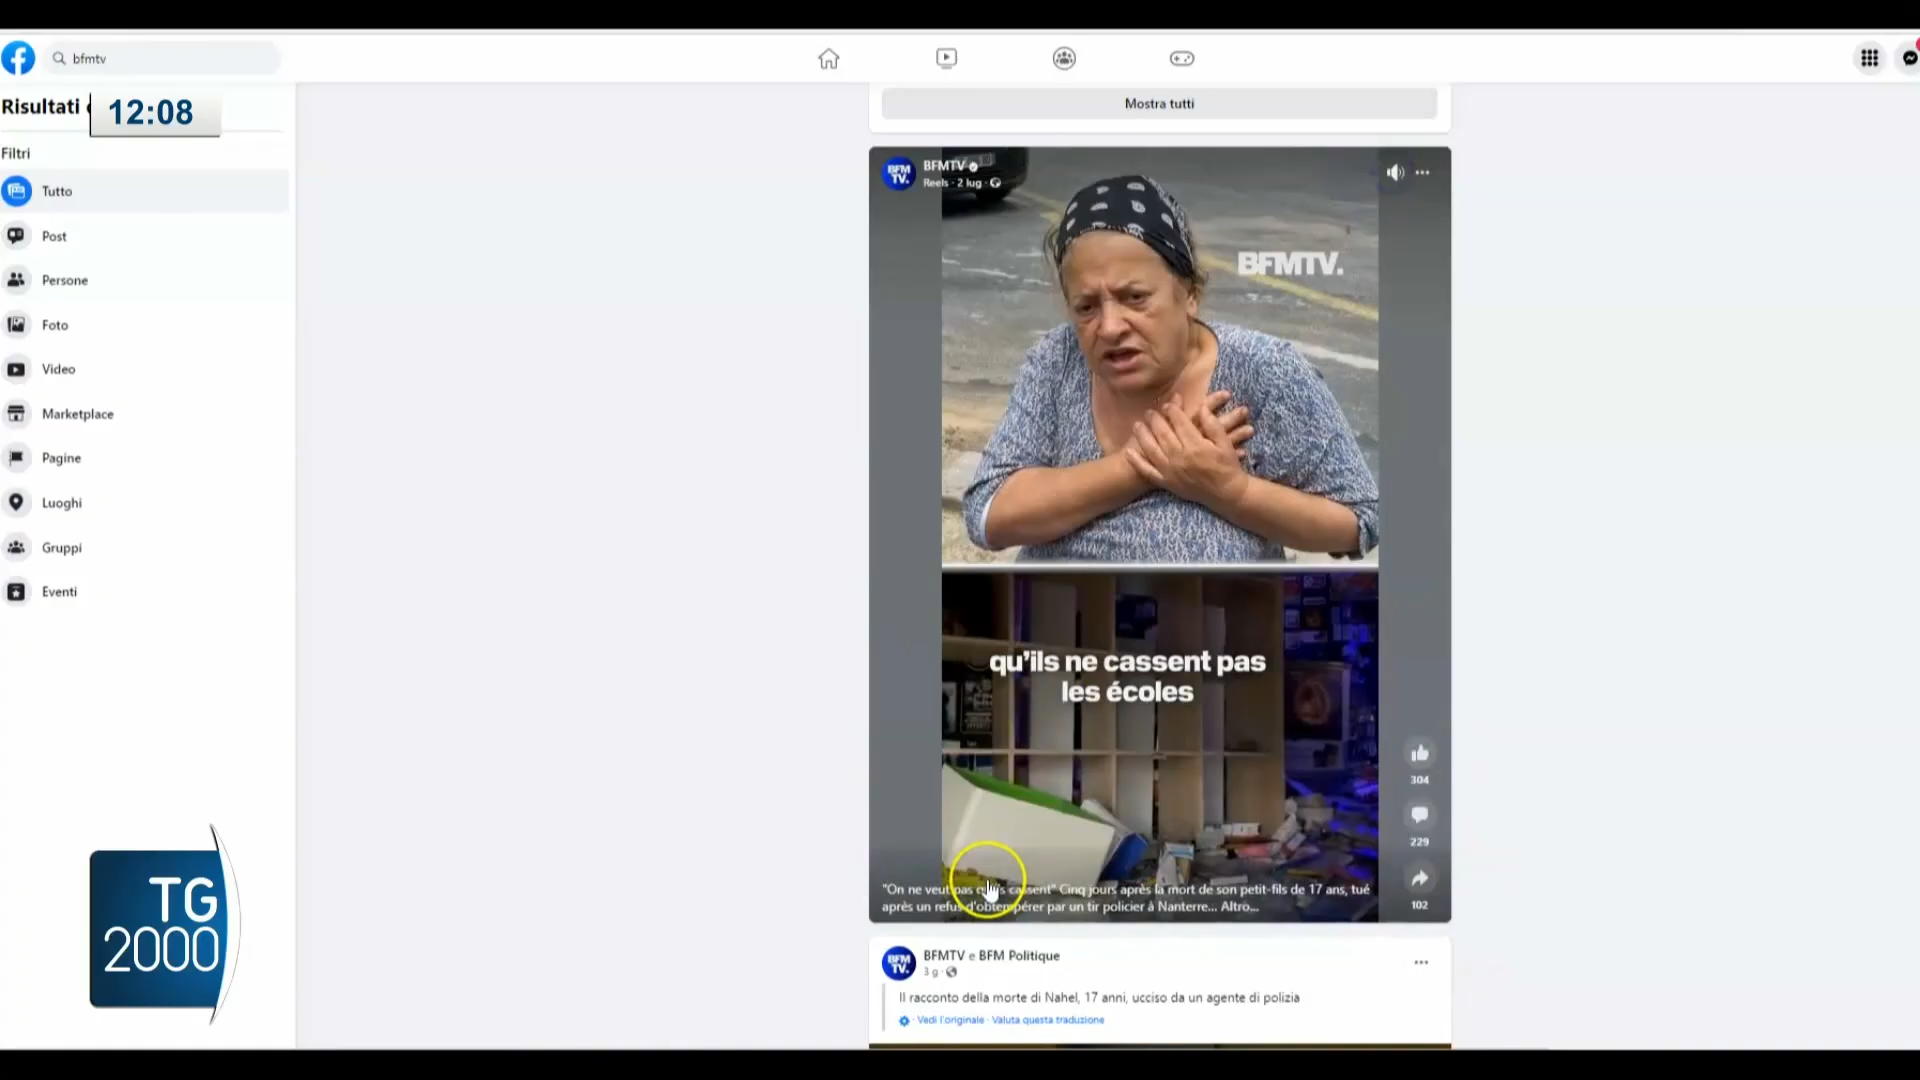 bfmtv
Risultati
12:08
Filtri
Tutto
Post
Persone
Foto
Video
Marketplace
Pagine
Luoghi
Gruppi
Eventi
TG
2000
Mostra tutti
BFM
TV.
BFMTV
Reels · 2 lug ·
BFMTV.
qu'ils ne cassent pas
les écoles
304
229
102
"On ne veut pas qu'ils cassent" Cinq jours après la mort de son petit-fils de 17 ans, tué
après un refus d'obtempérer par un tir policier à Nanterre... Altro...
BFM
TV.
BFMTV e BFM Politique
3 g ·
Il racconto della morte di Nahel, 17 anni, ucciso da un agente di polizia
· Vedi l'originale · Valuta questa traduzione